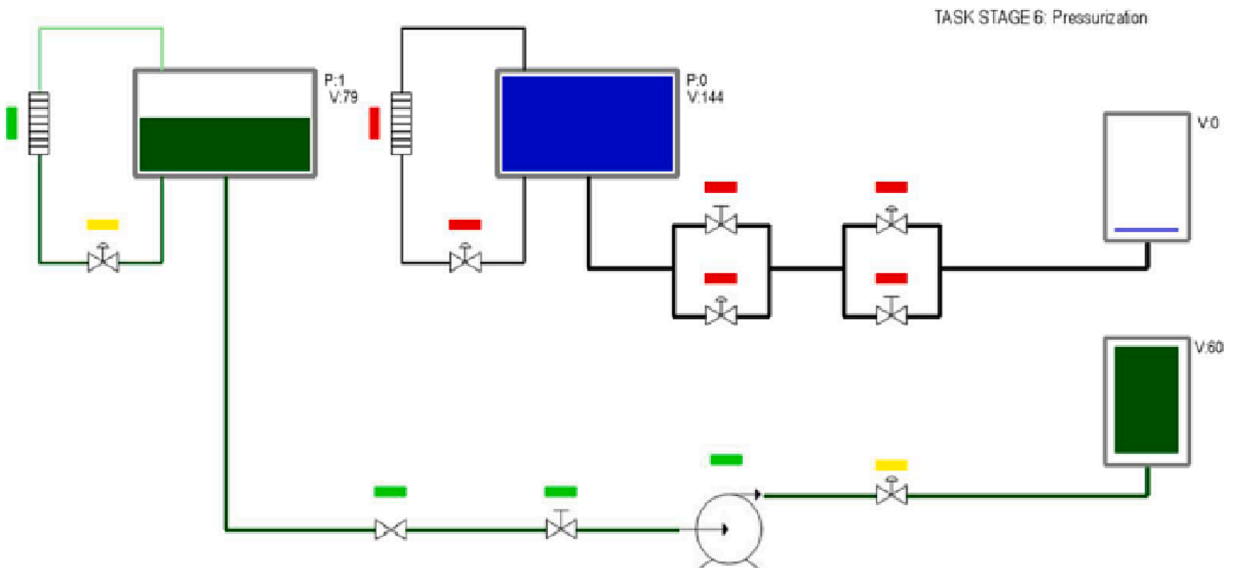 TASK STAGE 6: Pressurization
P:1
V:79
P:0
V:144
V:0
V:60